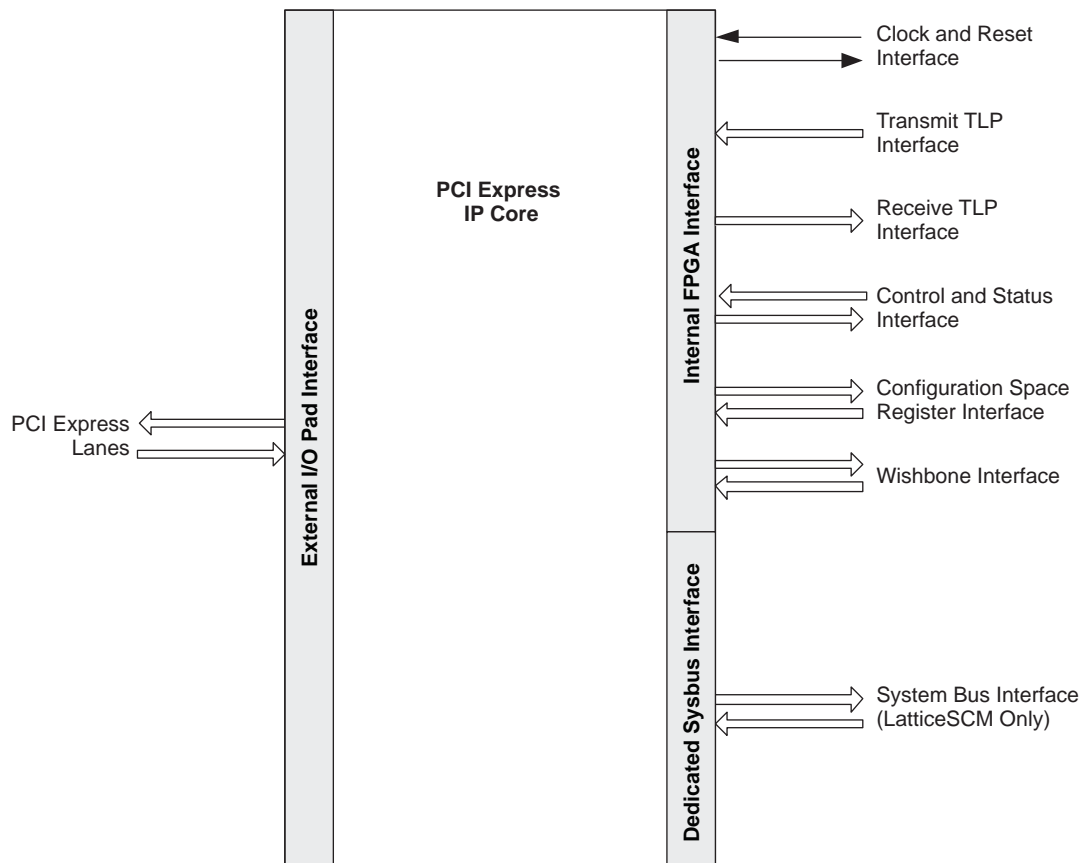 Clock and Reset
Interface
Transmit TLP
Interface
PCI Express
IP Core
Receive TLP
Interface
Control and Status
Interface
Configuration Space
Register Interface
Wishbone Interface
PCI Express
Lanes
External I/O Pad Interface
Internal FPGA Interface
Dedicated Sysbus Interface
System Bus Interface
(LatticeSCM Only)